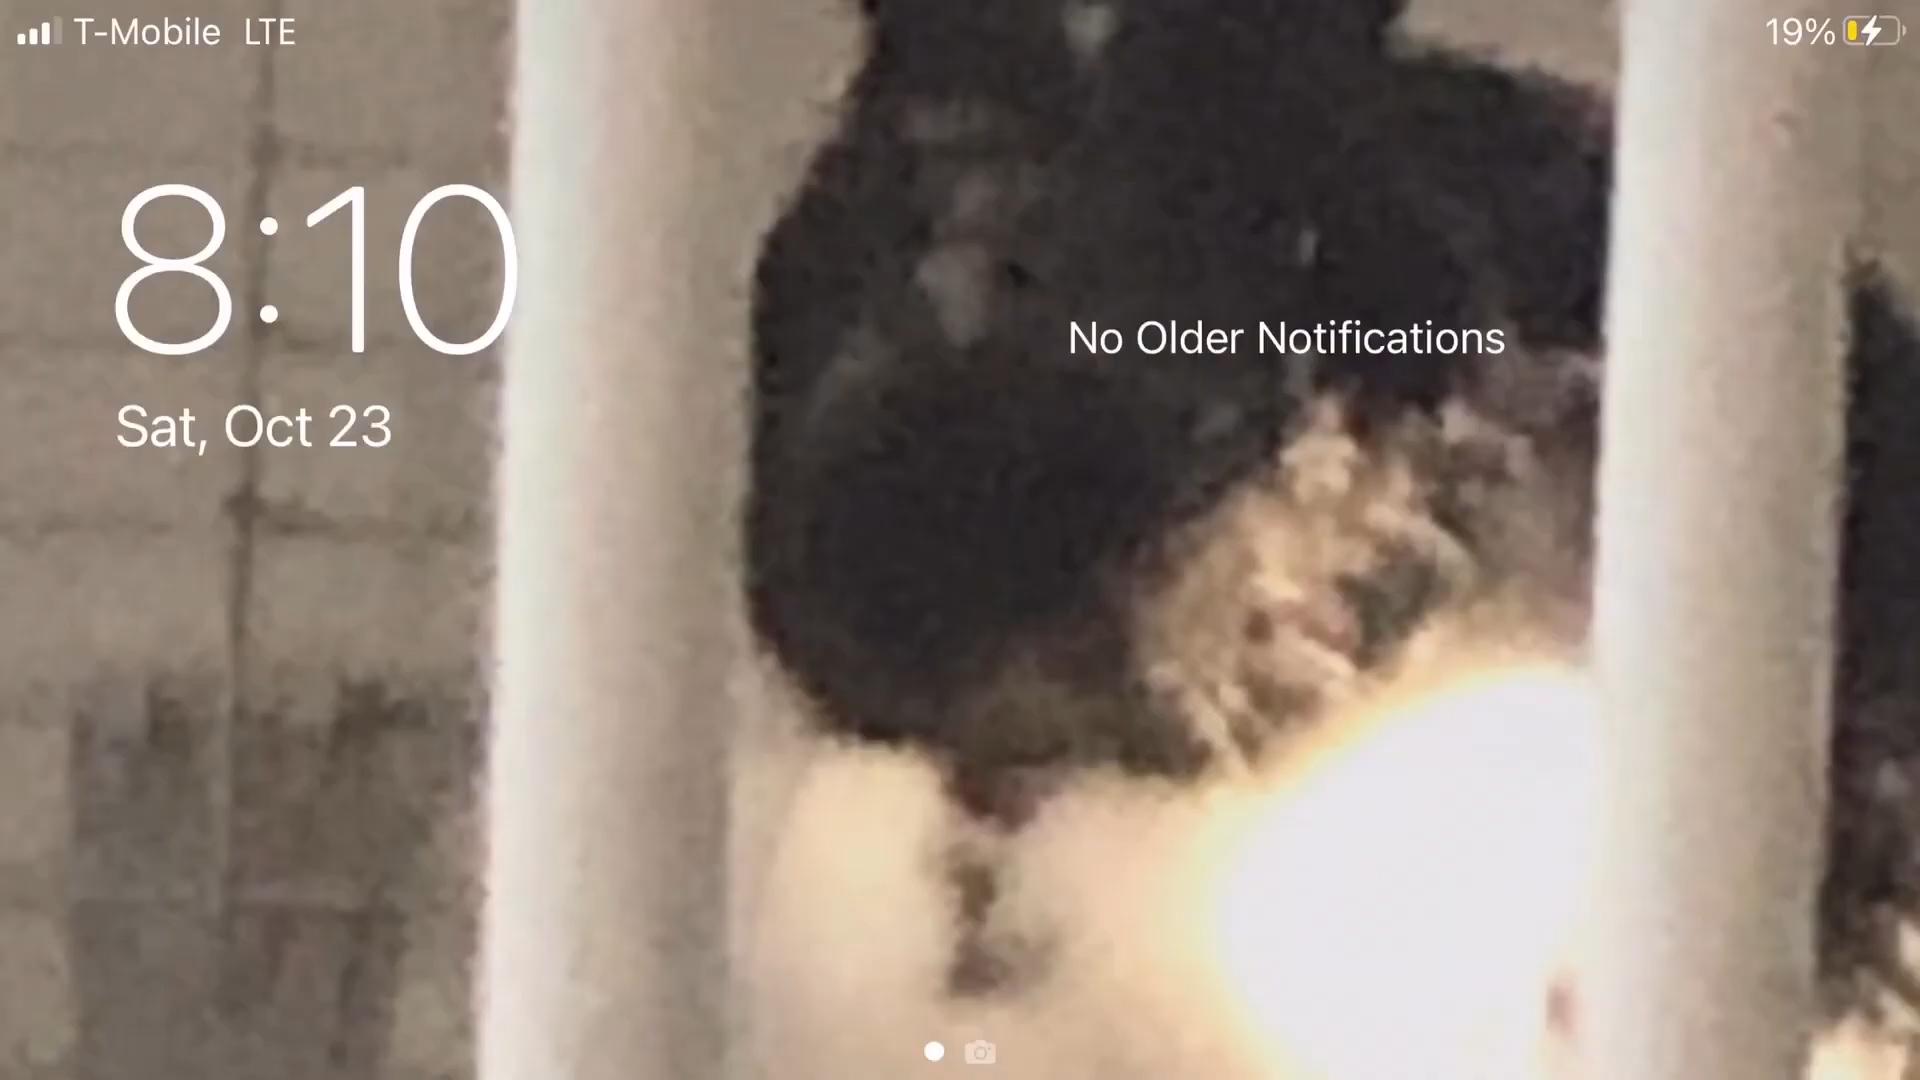 T-Mobile LTE
19%
8:10
Sat, Oct 23
No Older Notifications